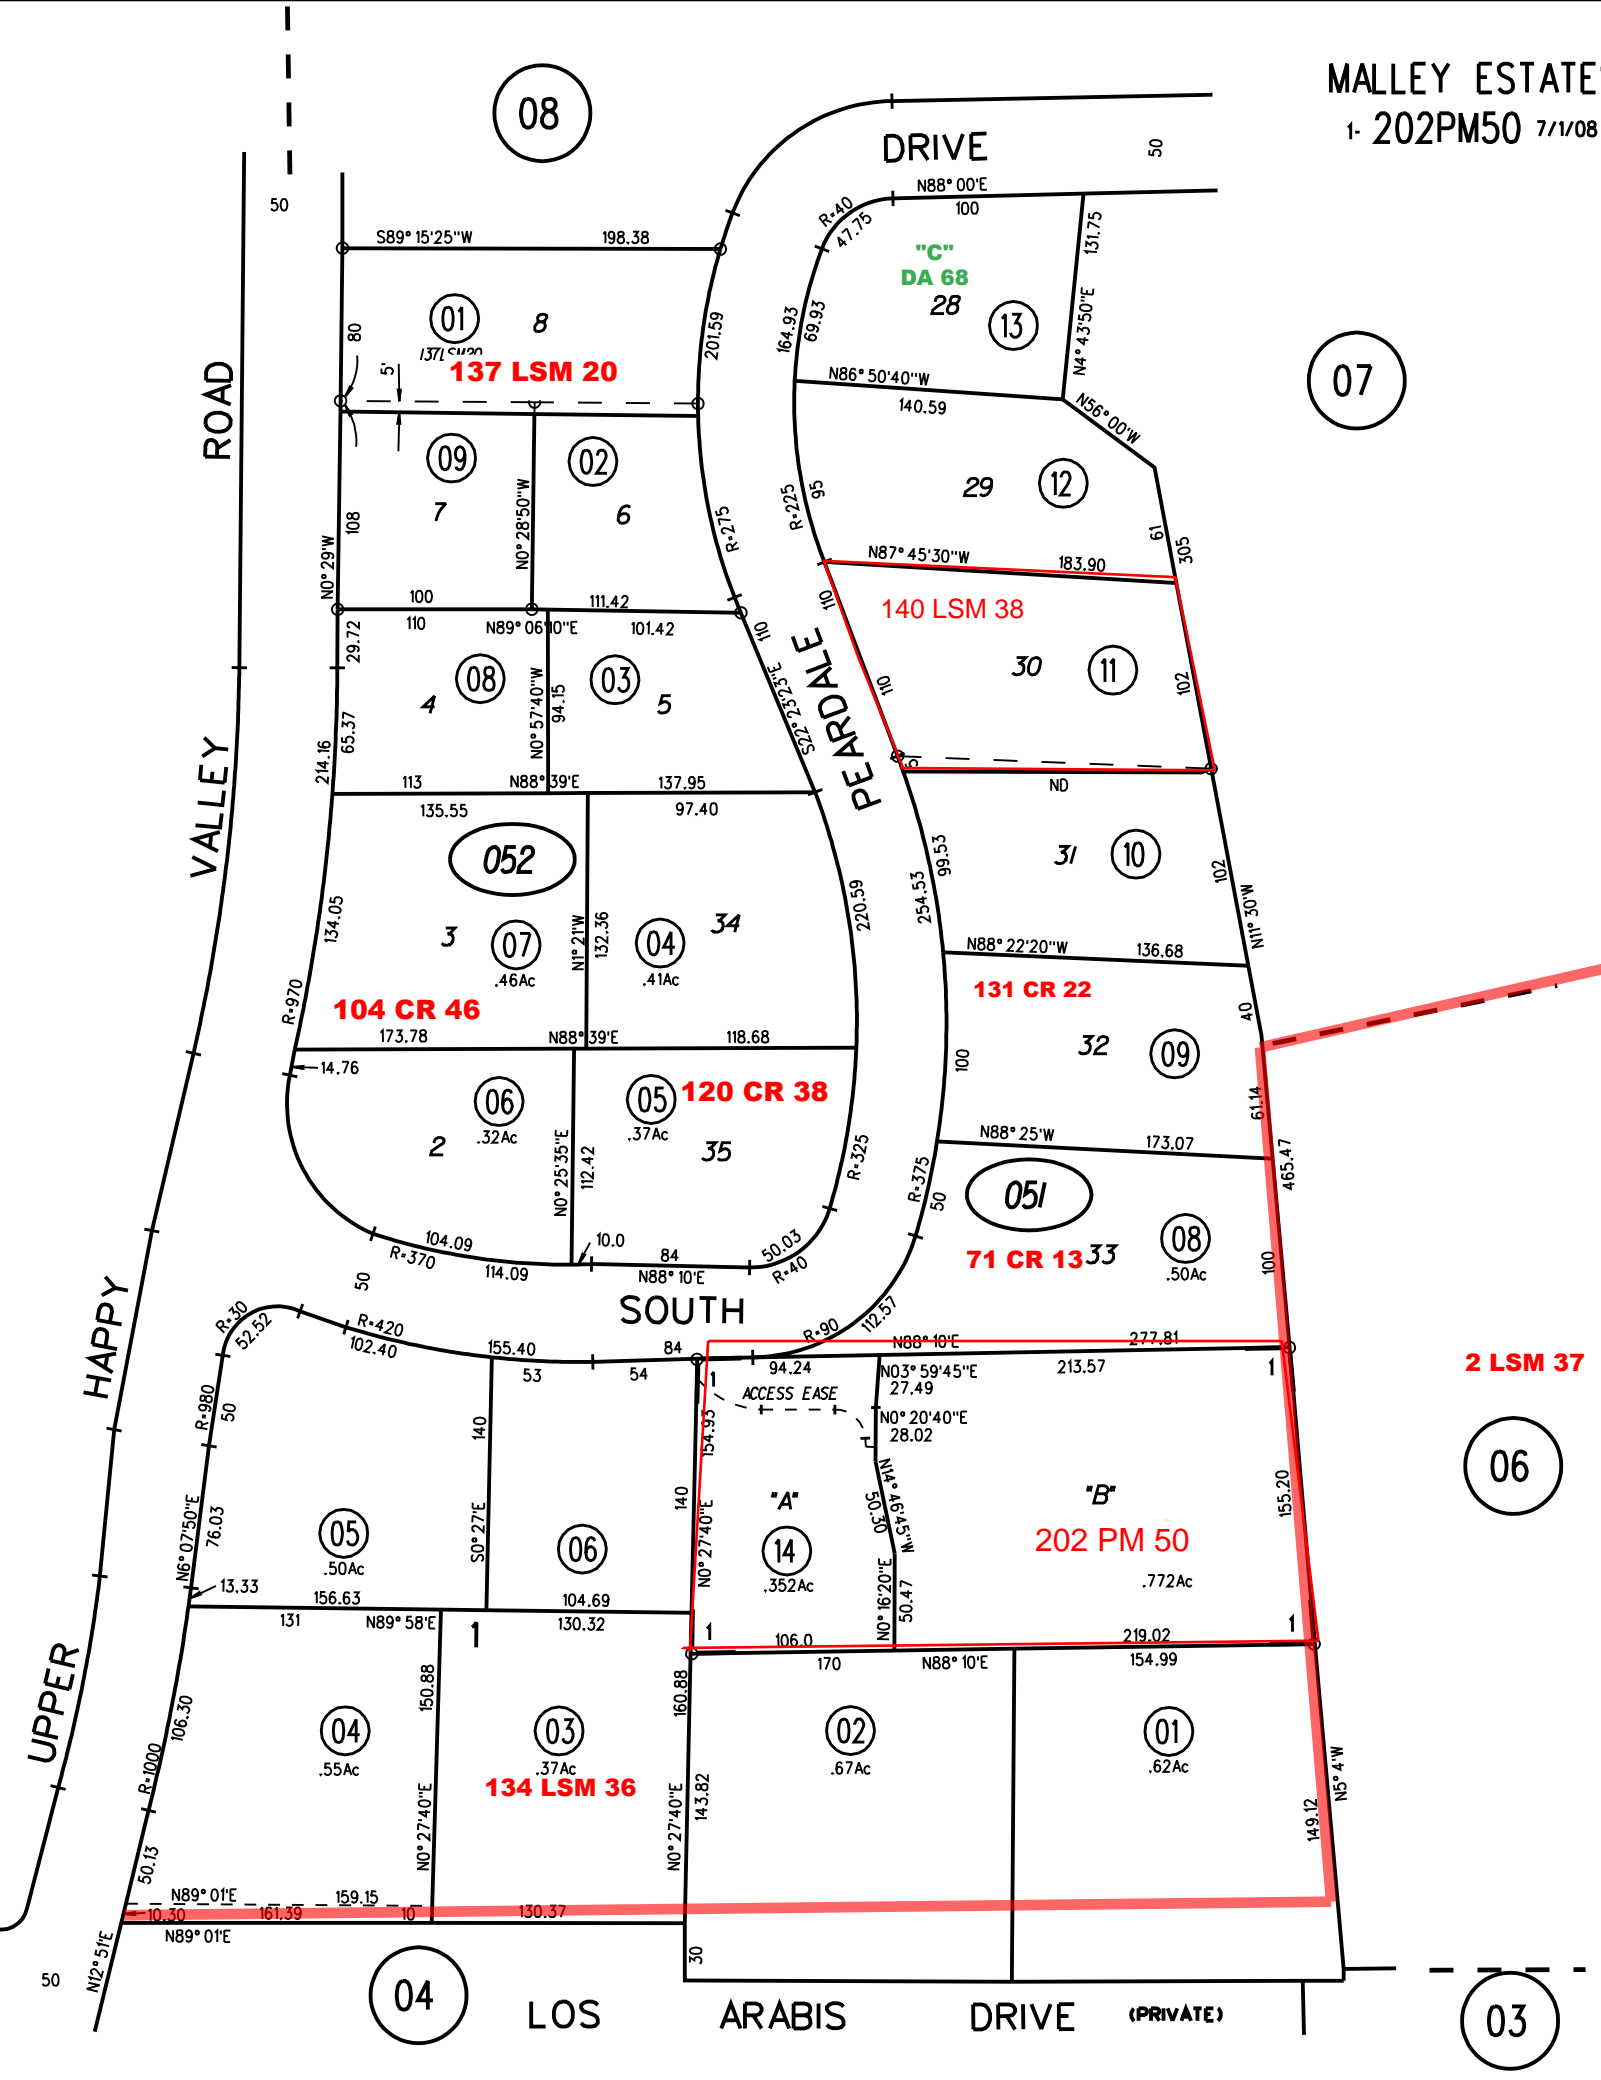 MALLEY ESTATE
1- 202PM50 7/1/08
08
DRIVE
50
50
N88° 00'E
100
R=40
47.75
131.75
S89° 15'25"W
198.38
"C"
DA 68
28
13
N4° 43'50"E
01
8
137LSM20
137 LSM 20
80
5'
201.59
164.93
69.93
07
ROAD
N86° 50'40"W
140.59
N56° 00'W
09
02
7
6
29
12
108
N0° 28'50"W
R=275
R=225
95
61
305
N0° 29'W
N87° 45'30"W
183.90
100
111.42
110
N89° 06'10"E
101.42
29.72
110
110
140 LSM 38
30
11
08
03
4
5
N0° 57'40"W
94.15
S22° 23'23"E
PEARDALE
110
102
VALLEY
214.16
65.37
113
N88° 39'E
137.95
135.55
97.40
5
ND
052
31
10
99.53
102
134.05
3
07
.46Ac
N1° 21'W
132.36
04
.41Ac
34
220.59
254.53
N11° 30'W
N88° 22'20"W
136.68
104 CR 46
131 CR 22
R=970
173.78
N88° 39'E
118.68
40
32
09
14.76
06
.32Ac
05
.37Ac
120 CR 38
100
61.14
2
35
N0° 25'35"E
112.42
R=325
R=375
N88° 25'W
173.07
465.47
051
50
08
.50Ac
104.09
R=370
114.09
10.0
84
N88° 10'E
50.03
R=40
71 CR 13
33
100
50
HAPPY
SOUTH
R=30
52.52
R=420
102.40
155.40
53
84
54
R=90
112.57
N88° 10'E
277.81
94.24
213.57
1
1
2 LSM 37
N03° 59'45"E
27.49
ACCESS EASE
R=980
50
140
154.93
N0° 20'40"E
28.02
06
140
"A"
N14° 46'45"W
50.30
"B"
155.20
N6° 07'50"E
76.03
05
.50Ac
S0° 27'E
06
N0° 27'40"E
14
.352Ac
202 PM 50
.772Ac
13.33
156.63
104.69
N0° 16'20"E
50.47
131
N89° 58'E
1
130.32
1
106.0
219.02
1
170
N88° 10'E
154.99
UPPER
106.30
150.88
160.88
04
.55Ac
03
.37Ac
02
.67Ac
01
.62Ac
134 LSM 36
R=1000
N0° 27'40"E
N0° 27'40"E
143.82
N5° 4'W
149.12
50.13
N89° 01'E
159.15
10.30
161.39
10
130.37
N89° 01'E
N12° 51'E
50
30
04
LOS ARABIS DRIVE (PRIVATE)
03